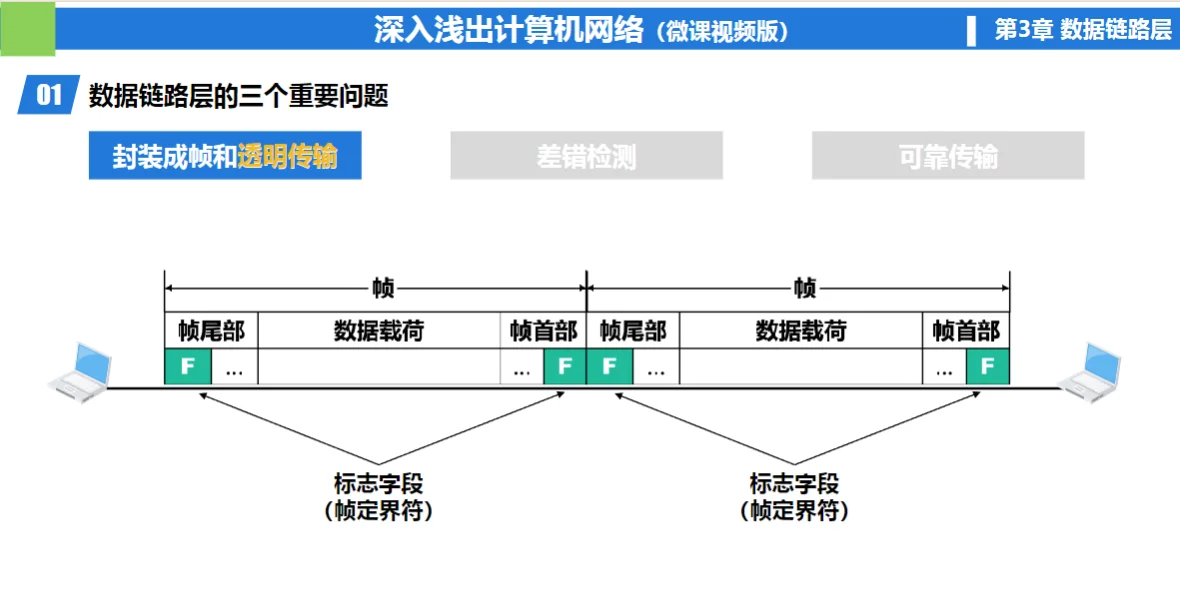 深入浅出计算机网络（微课视频版）
第3章 数据链路层
01 数据链路层的三个重要问题
封装成帧和透明传输
差错检测
可靠传输
帧 帧
帧尾部 数据载荷 帧首部 帧尾部 数据载荷 帧首部
F ... ... F F ... ... F
标志字段 标志字段
（帧定界符） （帧定界符）